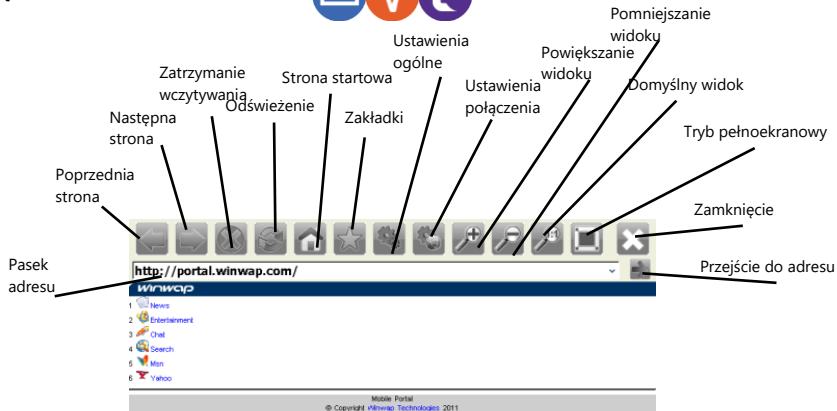 Pomniejszanie
widoku
Ustawienia
ogólne
Powiększanie
widoku
Zatrzymanie
wczytywania
Strona startowa
Ustawienia
połączenia
Domyślny widok
Odświeżenie
Następna
strona
Zakładki
Tryb pełnoekranowy
Poprzednia
strona
Zamknięcie
Pasek
adresu
http://portal.winwap.com/
Przejście do adresu
winwap
1 News
2 Entertainment
3 Chat
4 Search
5 Msn
6 Yahoo
Mobile Portal
© Copyright Winwap Technologies 2011